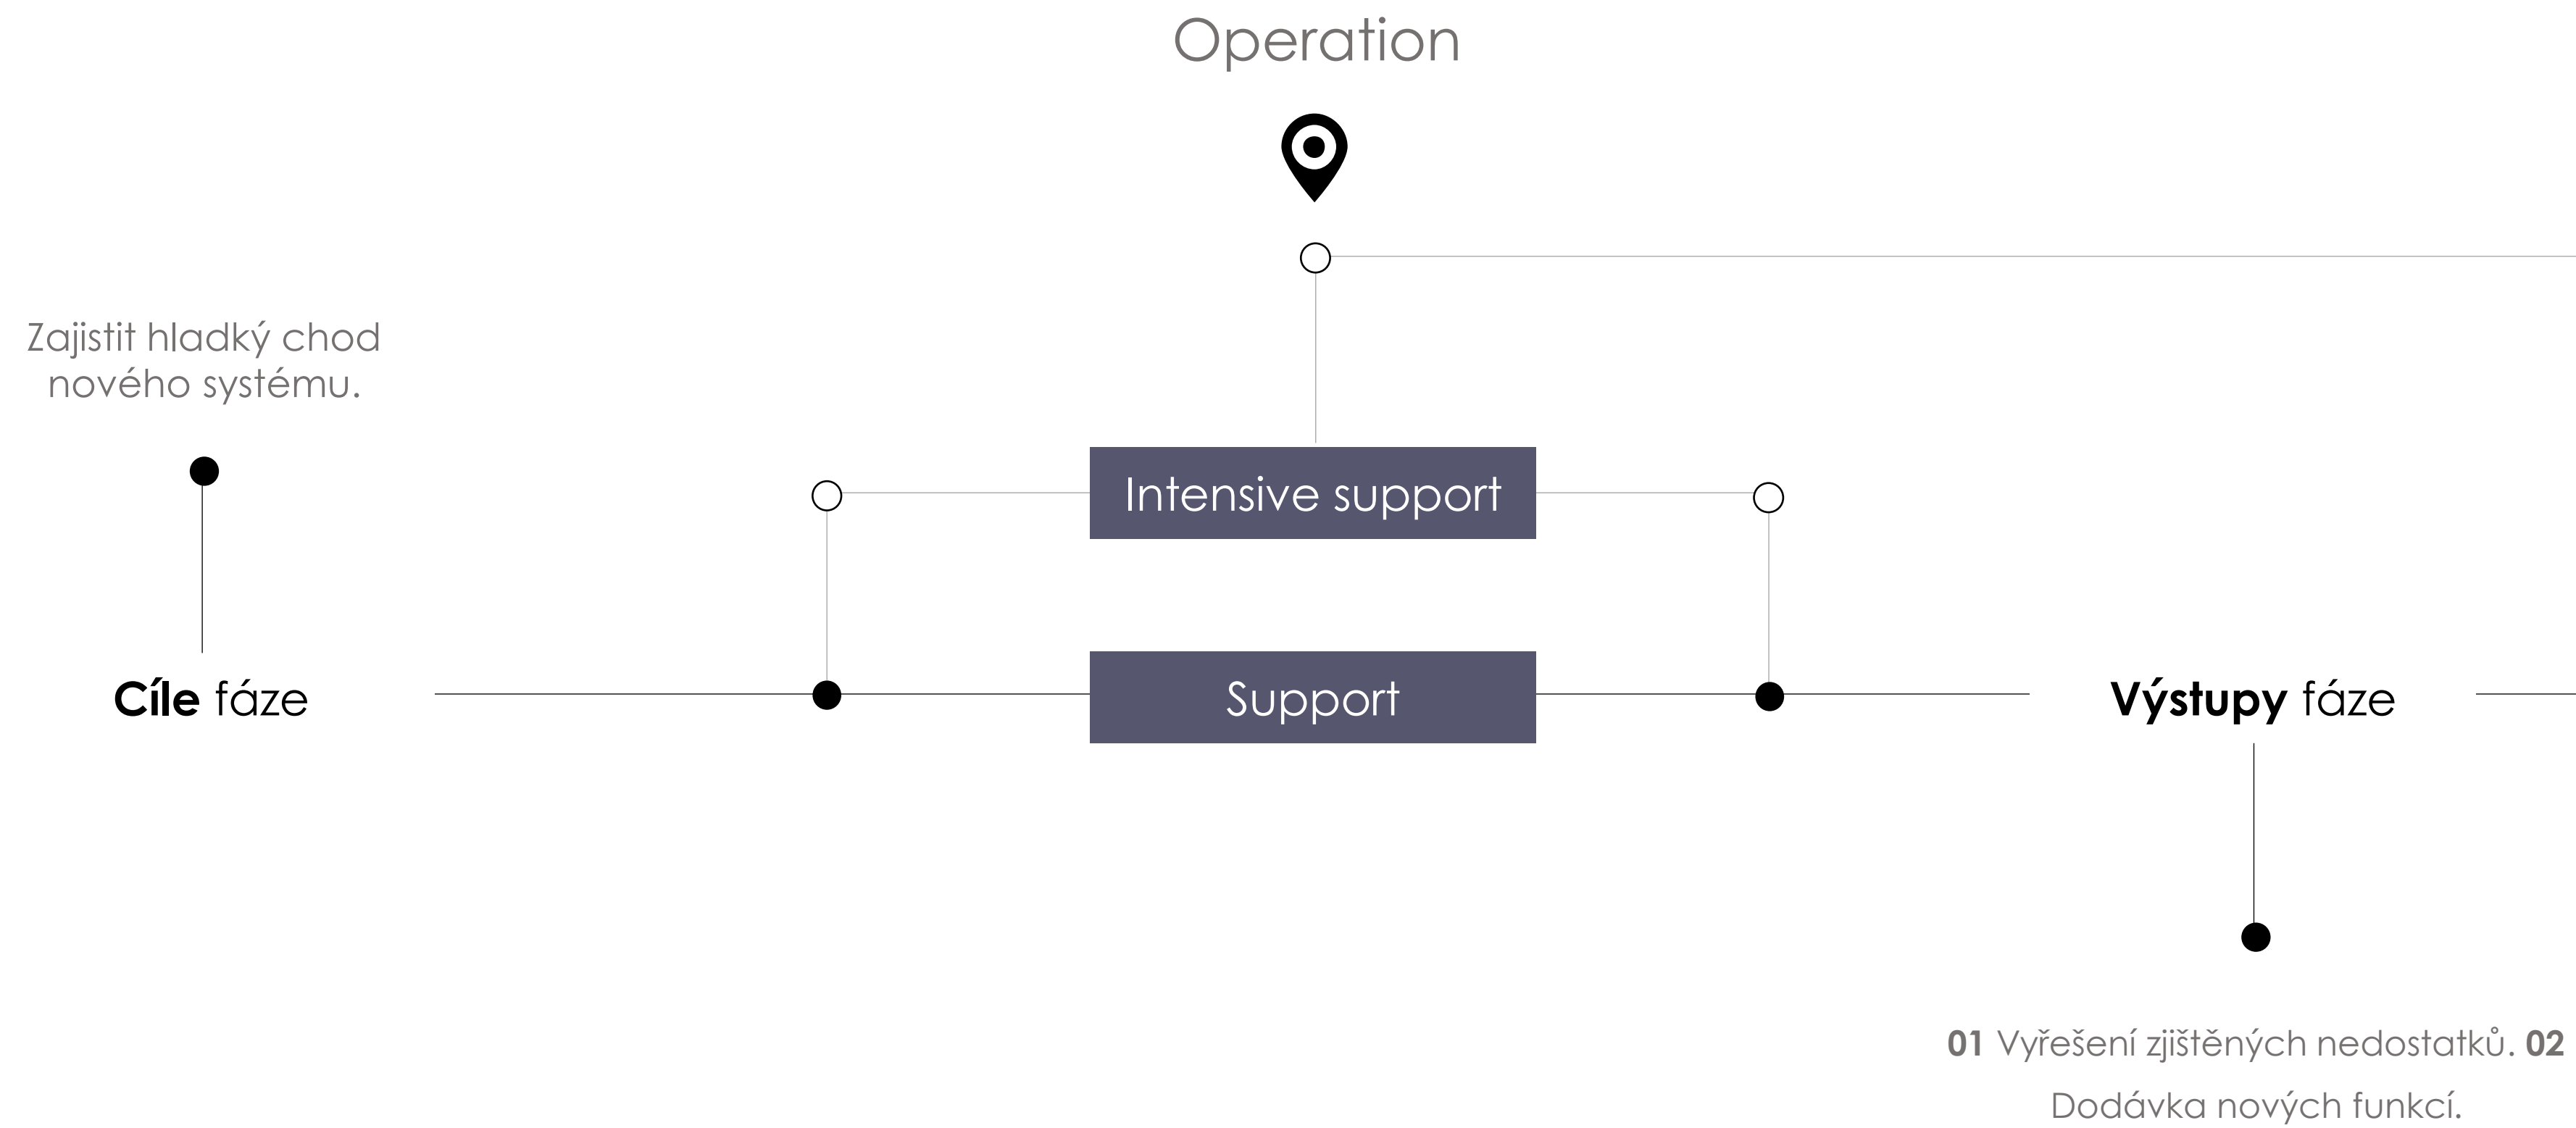 Operation
Zajistit hladký chod
nového systému.
Intensive support
Cíle fáze
Support
Výstupy fáze
01 Vyřešení zjištěných nedostatků. 02
Dodávka nových funkcí.